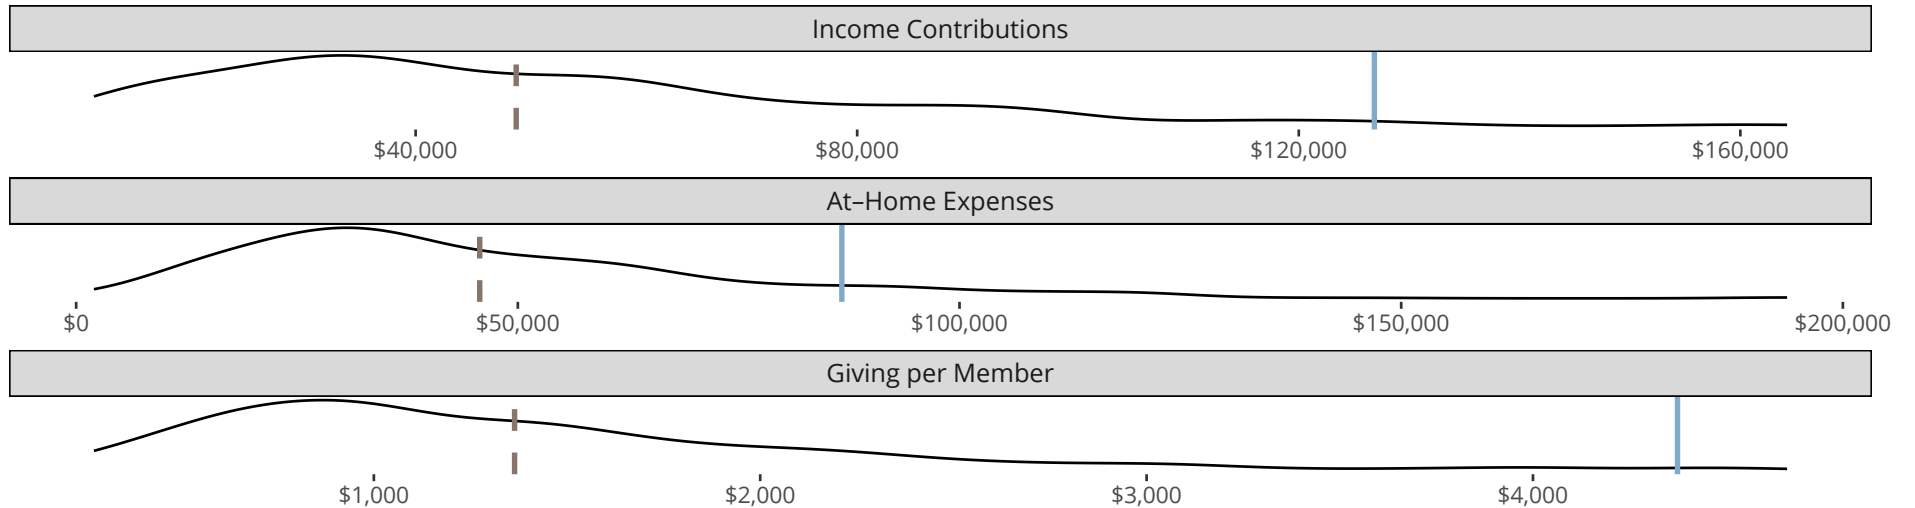 Income Contributions
$40,000 $80,000 $120,000 $160,000
At–Home Expenses
$0 $50,000 $100,000 $150,000 $200,000
Giving per Member
$1,000 $2,000 $3,000 $4,000